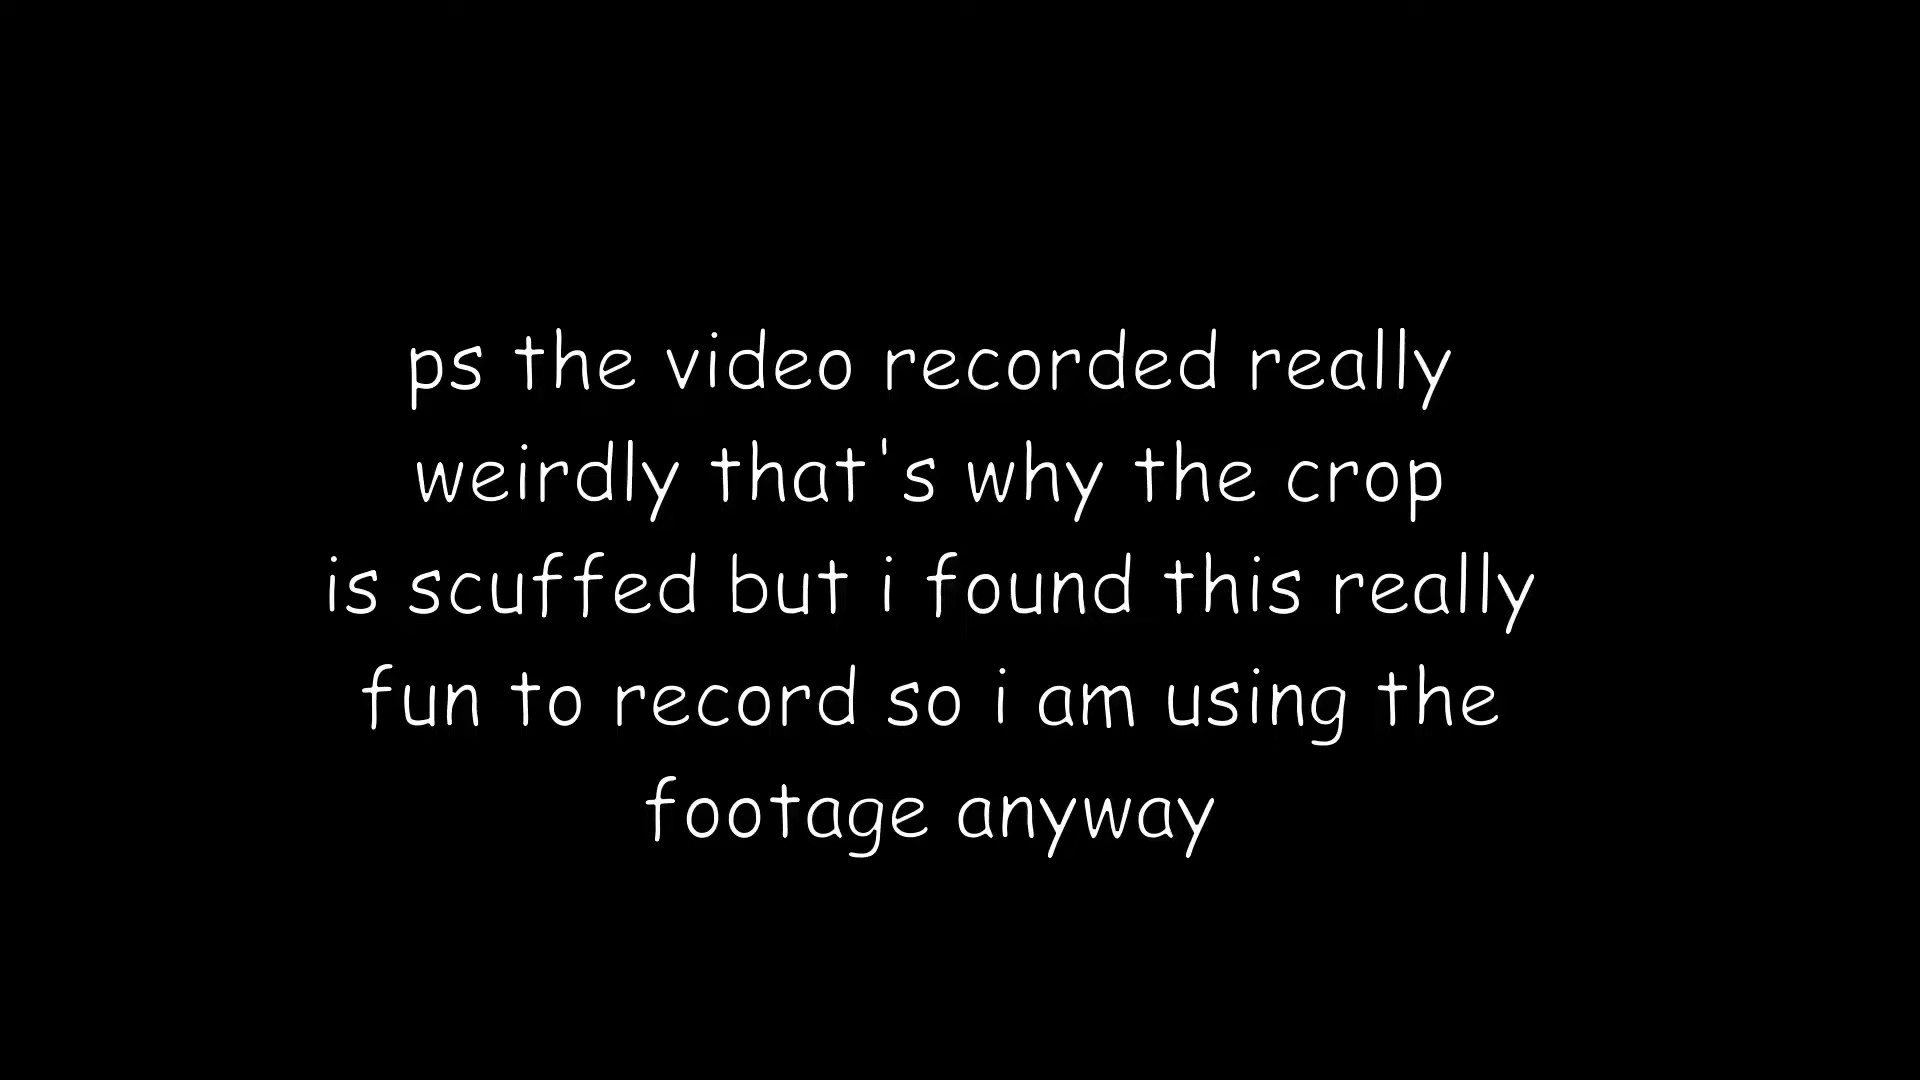 ps the video recorded really
weirdly that's why the crop
is scuffed but i found this really
fun to record so i am using the
footage anyway